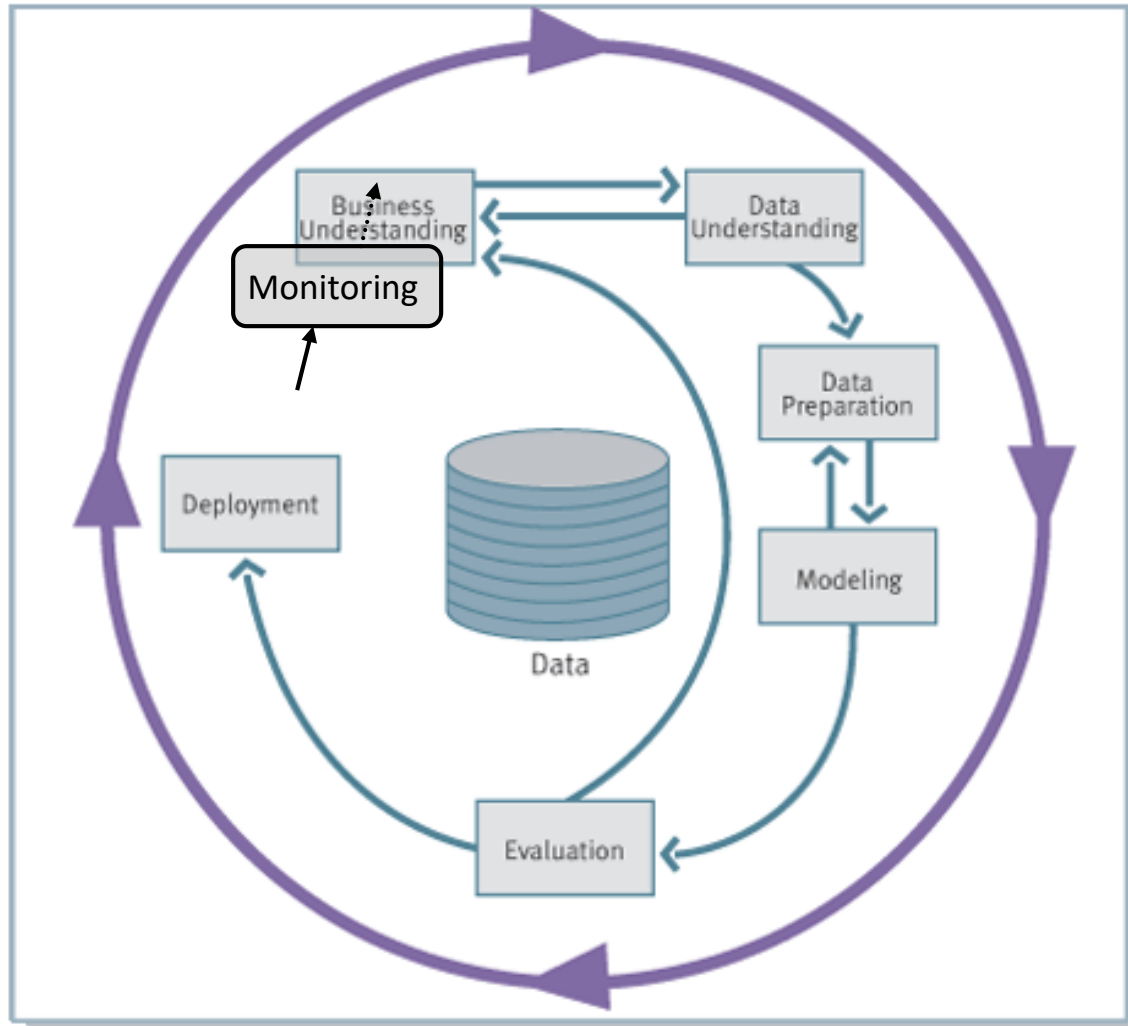 Business
Understanding
Data
Understanding
Monitoring
Data
Preparation
Deployment
Modeling
Data
Evaluation